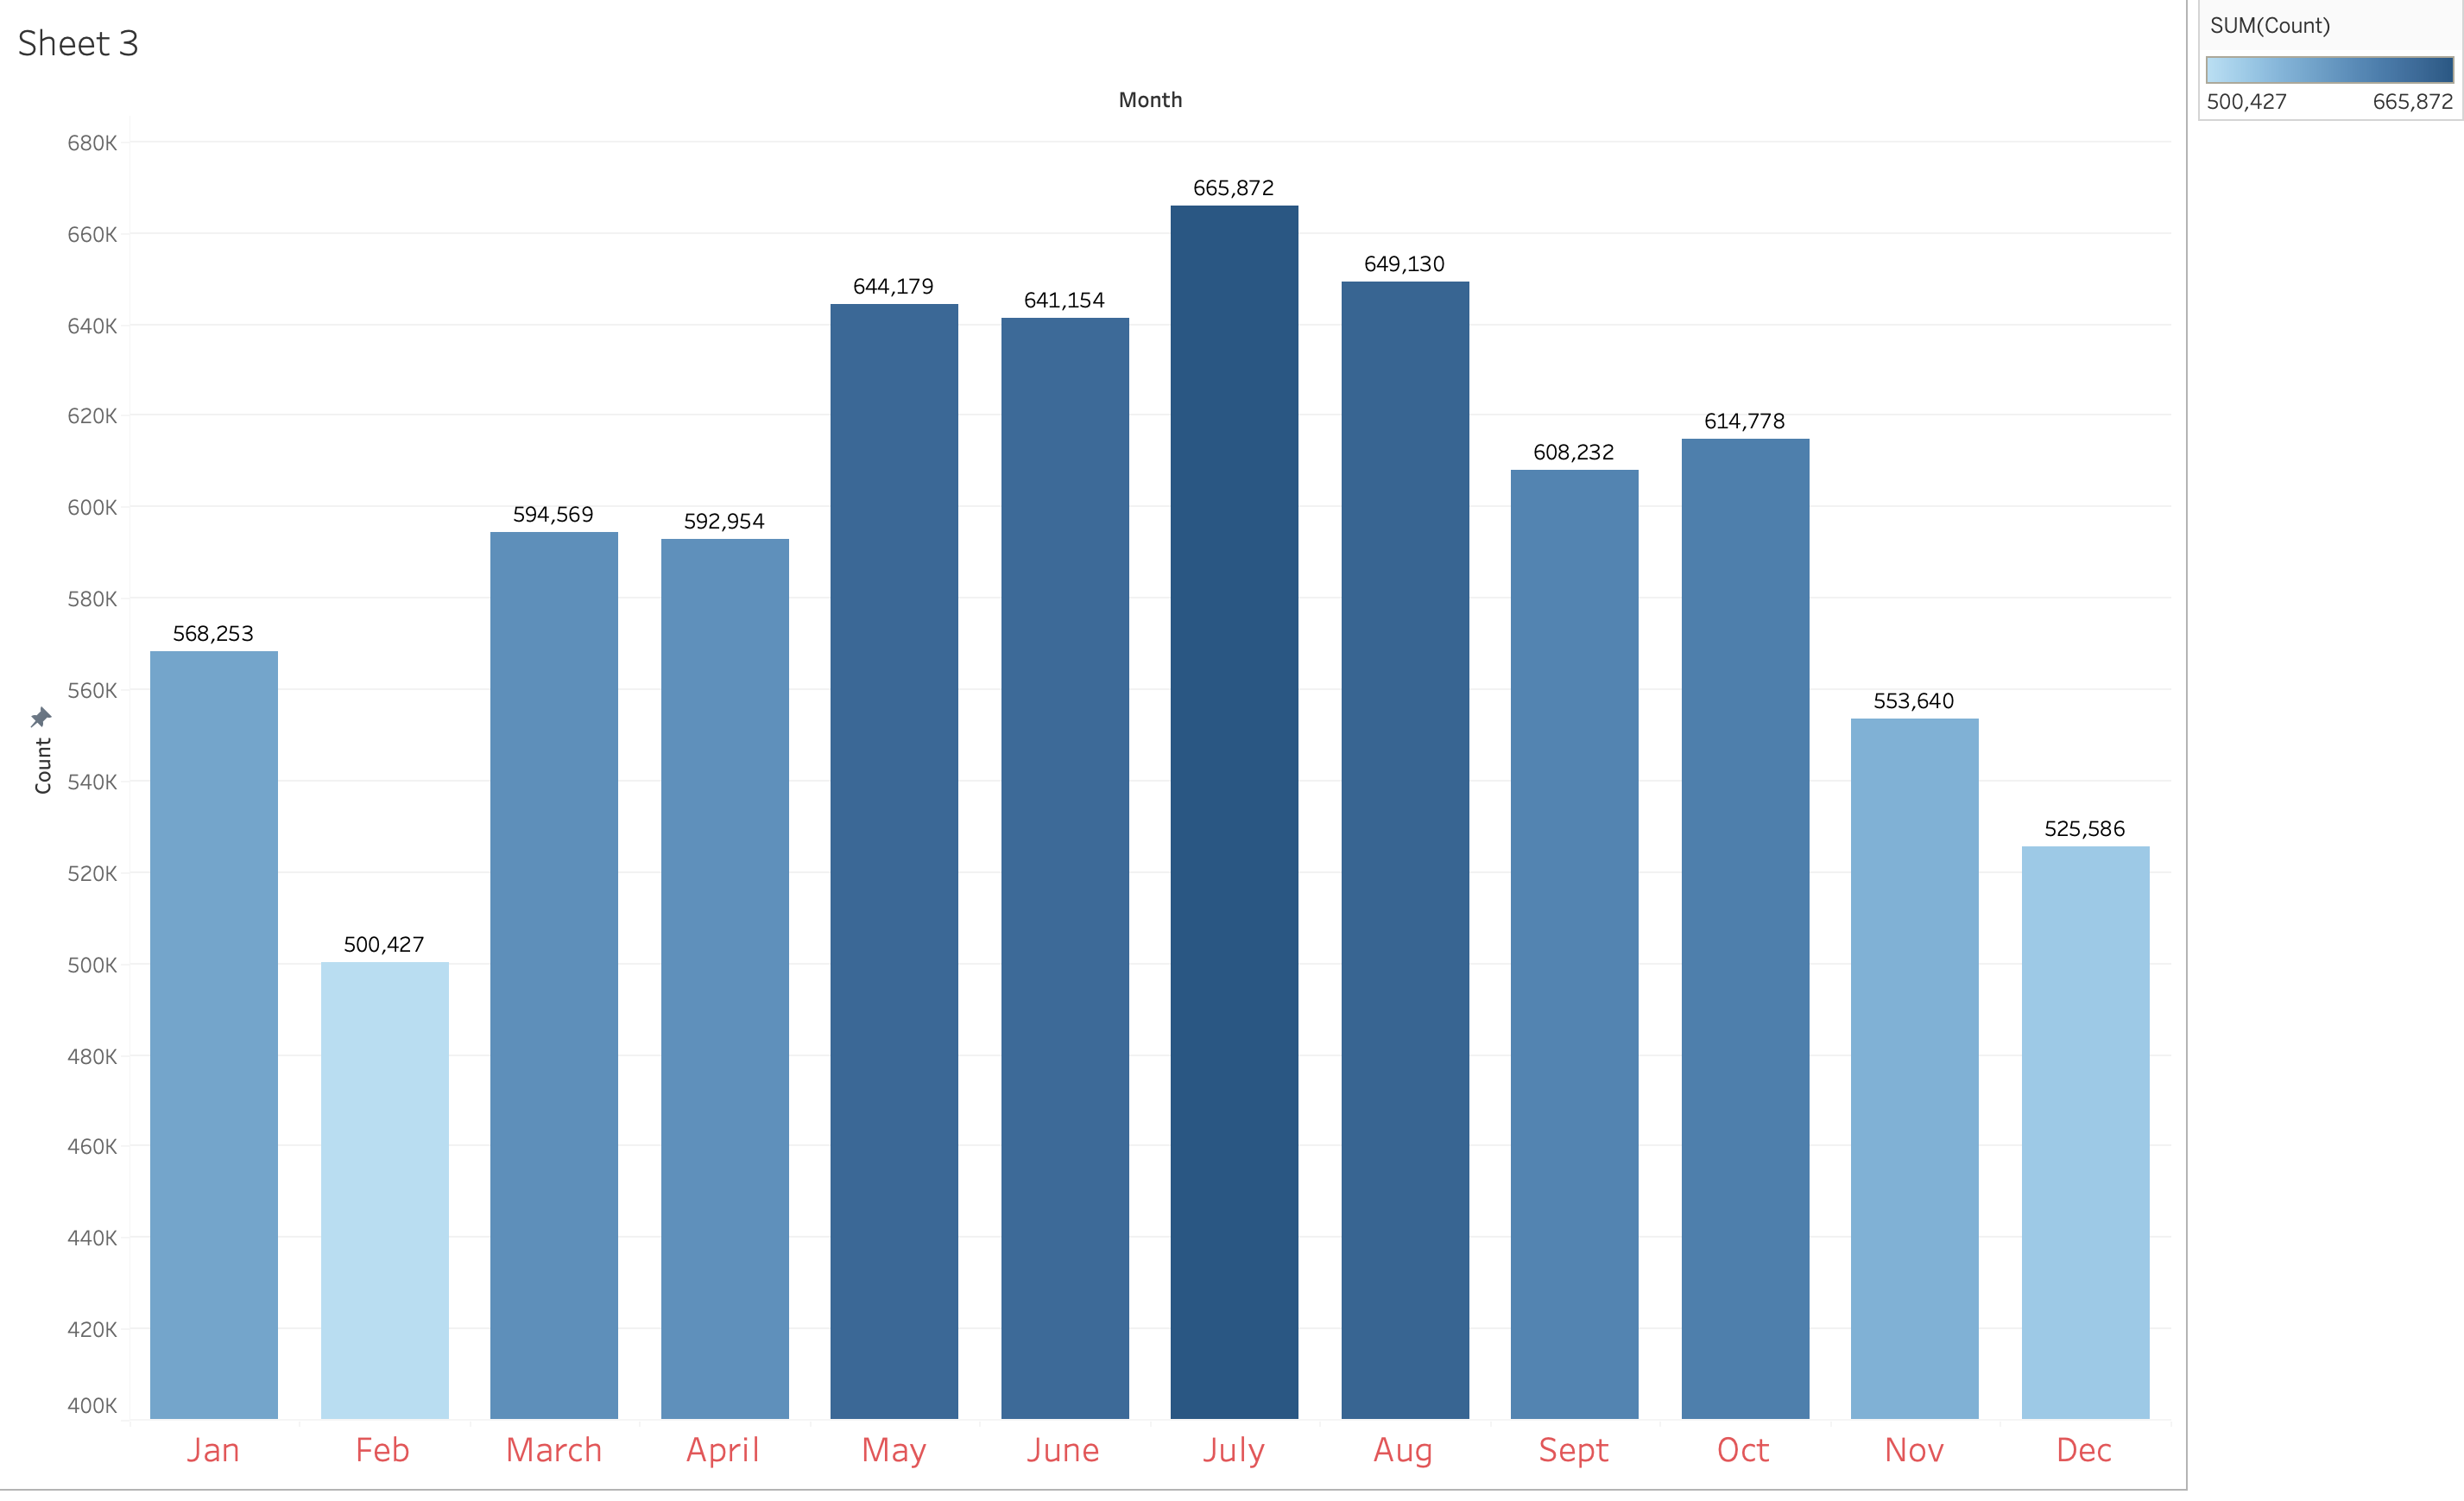 Sheet 3
SUM(Count)
500,427 665,872
Month
680K
660K
640K
620K
600K
580K
560K
540K
520K
500K
480K
460K
440K
420K
400K
Count
568,253
500,427
594,569
592,954
644,179
641,154
665,872
649,130
608,232
614,778
553,640
525,586
Jan Feb March April May June July Aug Sept Oct Nov Dec